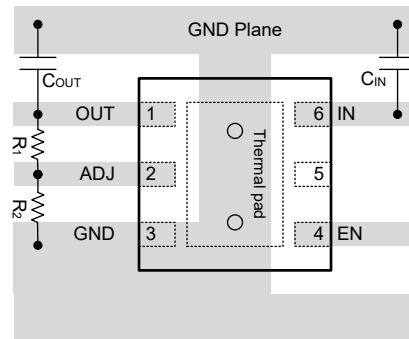 GND Plane
COUT
CIN
OUT 1
6 IN
R1
ADJ 2
5
R2
GND 3
4 EN
Thermal pad